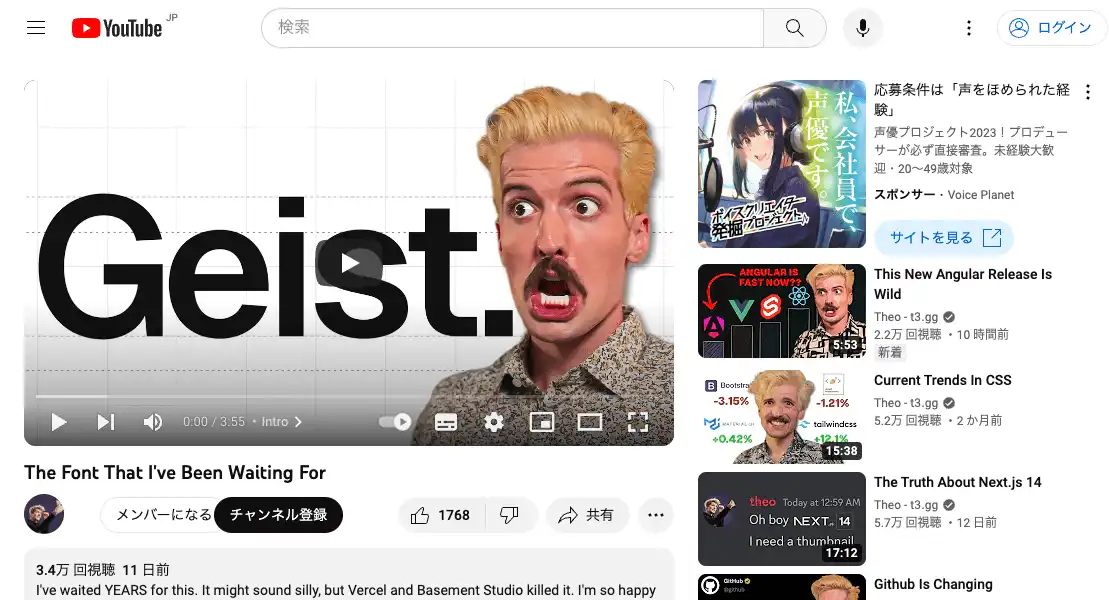 YouTube JP
検索
ログイン
Geist.
0:00 / 3:55 • Intro
The Font That I've Been Waiting For
メンバーになる
チャンネル登録
1768
共有
3.4万 回視聴 11 日前
I've waited YEARS for this. It might sound silly, but Vercel and Basement Studio killed it. I'm so happy
私、会社員で、
声優です。
ボイスクリエイター
発掘プロジェクト
応募条件は「声をほめられた経
験」
声優プロジェクト2023！プロデュー
サーが必ず直接審査。未経験大歓
迎・20〜49歳対象
スポンサー・Voice Planet
サイトを見る
ANGULAR IS
FAST NOW??
5:53
This New Angular Release Is
Wild
Theo - t3.gg
2.2万 回視聴 ・10 時間前
新着
Bootstra
-3.15%
-1.21%
MATERIAL UI
+0.42%
tailwindcss
+12.1%
15:38
Current Trends In CSS
Theo - t3.gg
5.2万 回視聴 ・2 か月前
theo Today at 12:59 AM
Oh boy NEXT.js 14
I need a thumbnail
17:12
The Truth About Next.js 14
Theo - t3.gg
5.7万 回視聴 ・12 日前
GitHub
@github
Github Is Changing